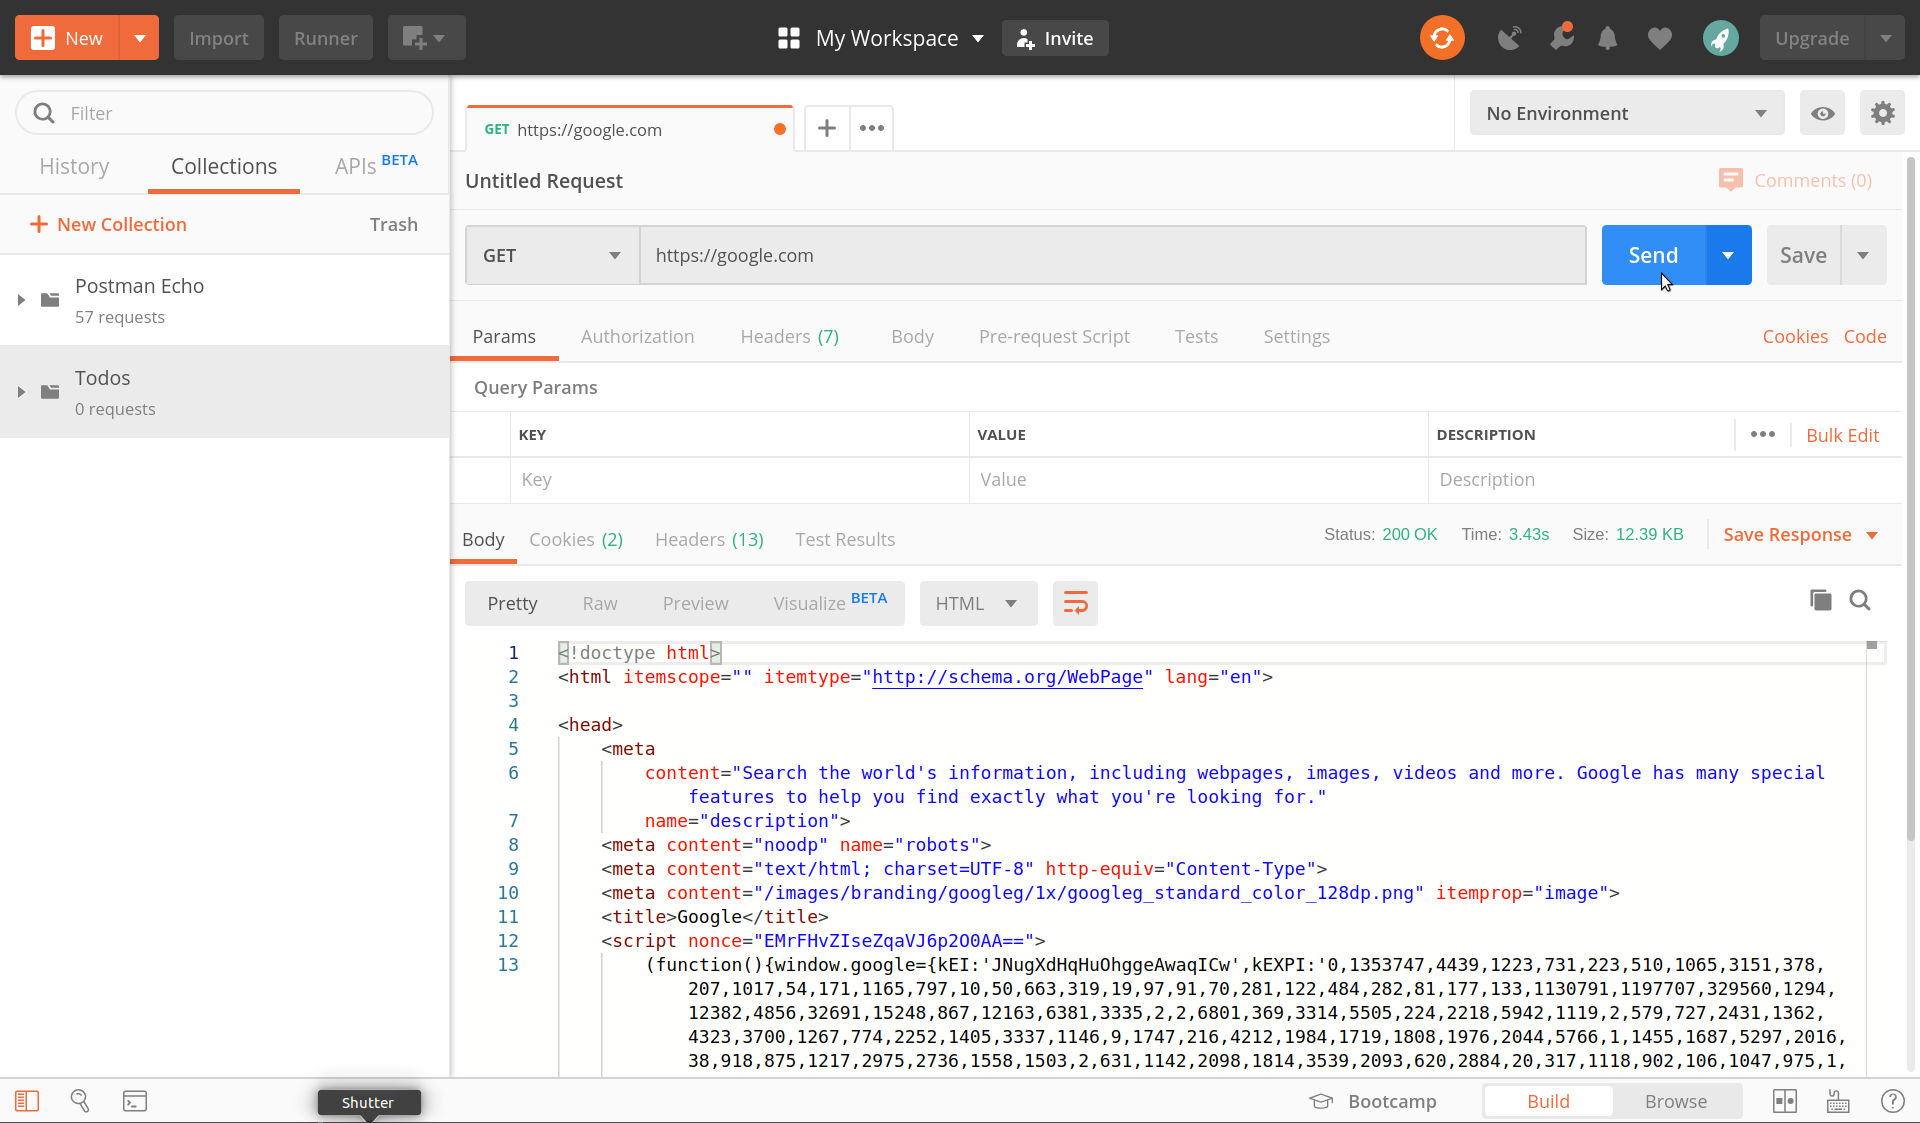 New
Import
Runner
My Workspace
Invite
Upgrade
Filter
History
Collections
APIs BETA
New Collection
Trash
Postman Echo
57 requests
Todos
0 requests
GET https://google.com
No Environment
Untitled Request
Comments (0)
GET
https://google.com
Send
Save
Params
Authorization
Headers (7)
Body
Pre-request Script
Tests
Settings
Cookies
Code
Query Params
KEY
VALUE
DESCRIPTION
Bulk Edit
Key
Value
Description
Body
Cookies (2)
Headers (13)
Test Results
Status: 200 OK
Time: 3.43s
Size: 12.39 KB
Save Response
Pretty
Raw
Preview
Visualize BETA
HTML
1 <!doctype html>
2 <html itemscope="" itemtype="http://schema.org/WebPage" lang="en">
3
4 <head>
5 <meta
6 content="Search the world's information, including webpages, images, videos and more. Google has many special
features to help you find exactly what you're looking for."
7 name="description">
8 <meta content="noodp" name="robots">
9 <meta content="text/html; charset=UTF-8" http-equiv="Content-Type">
10 <meta content="/images/branding/googleg/1x/googleg_standard_color_128dp.png" itemprop="image">
11 <title>Google</title>
12 <script nonce="EMrFHvZIseZqaVJ6p2O0AA==">
13 (function(){window.google={kEI:'JNugXdHqHuOhggeAwaqICw',kEXPI:'0,1353747,4439,1223,731,223,510,1065,3151,378,
207,1017,54,171,1165,797,10,50,663,319,19,97,91,70,281,122,484,282,81,177,133,1130791,1197707,329560,1294,
12382,4856,32691,15248,867,12163,6381,3335,2,2,6801,369,3314,5505,224,2218,5942,1119,2,579,727,2431,1362,
4323,3700,1267,774,2252,1405,3337,1146,9,1747,216,4212,1984,1719,1808,1976,2044,5766,1,1455,1687,5297,2016,
38,918,875,1217,2975,2736,1558,1503,2,631,1142,2098,1814,3539,2093,620,2884,20,317,1118,902,106,1047,975,1,
Shutter
Bootcamp
Build
Browse